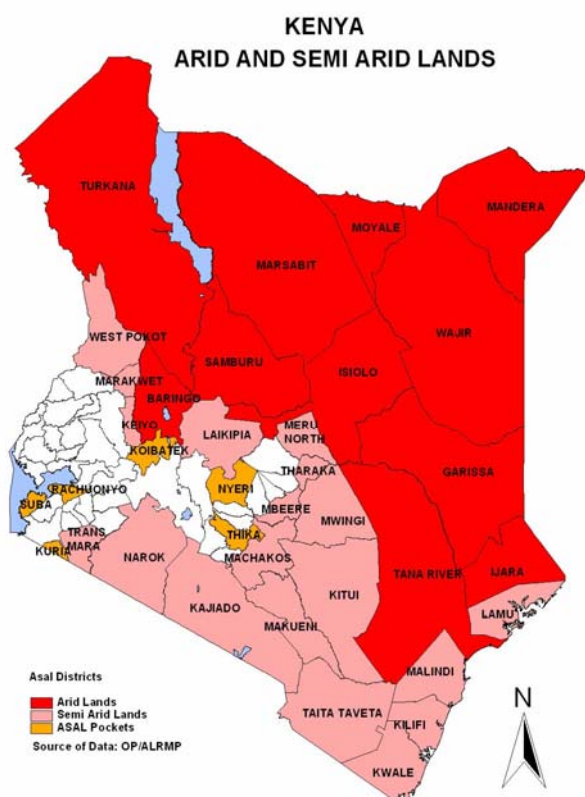 KENYA
ARID AND SEMI ARID LANDS
TURKANA
MANDERA
MOYALE
MARSABIT
WAJIR
WEST POKOT
SAMBURU
ISIOLO
MARAKWET
BARINGO
KEIYO
LAIKIPIA
MERU
NORTH
KOIBATEK
THARAKA
GARISSA
NYERI
RACHUONYO
SUBA
MBEERE
MWINGI
TRANS
MARA
THIKA
KURIA
NAROK
MACHAKOS
KITUI
TANA RIVER
IJARA
KAJIADO
LAMU
MAKUENI
MALINDI
TAITA TAVETA
KILIFI
KWALE
Asal Districts
Arid Lands
Semi Arid Lands
ASAL Pockets
Source of Data: OP/ALRMP
N